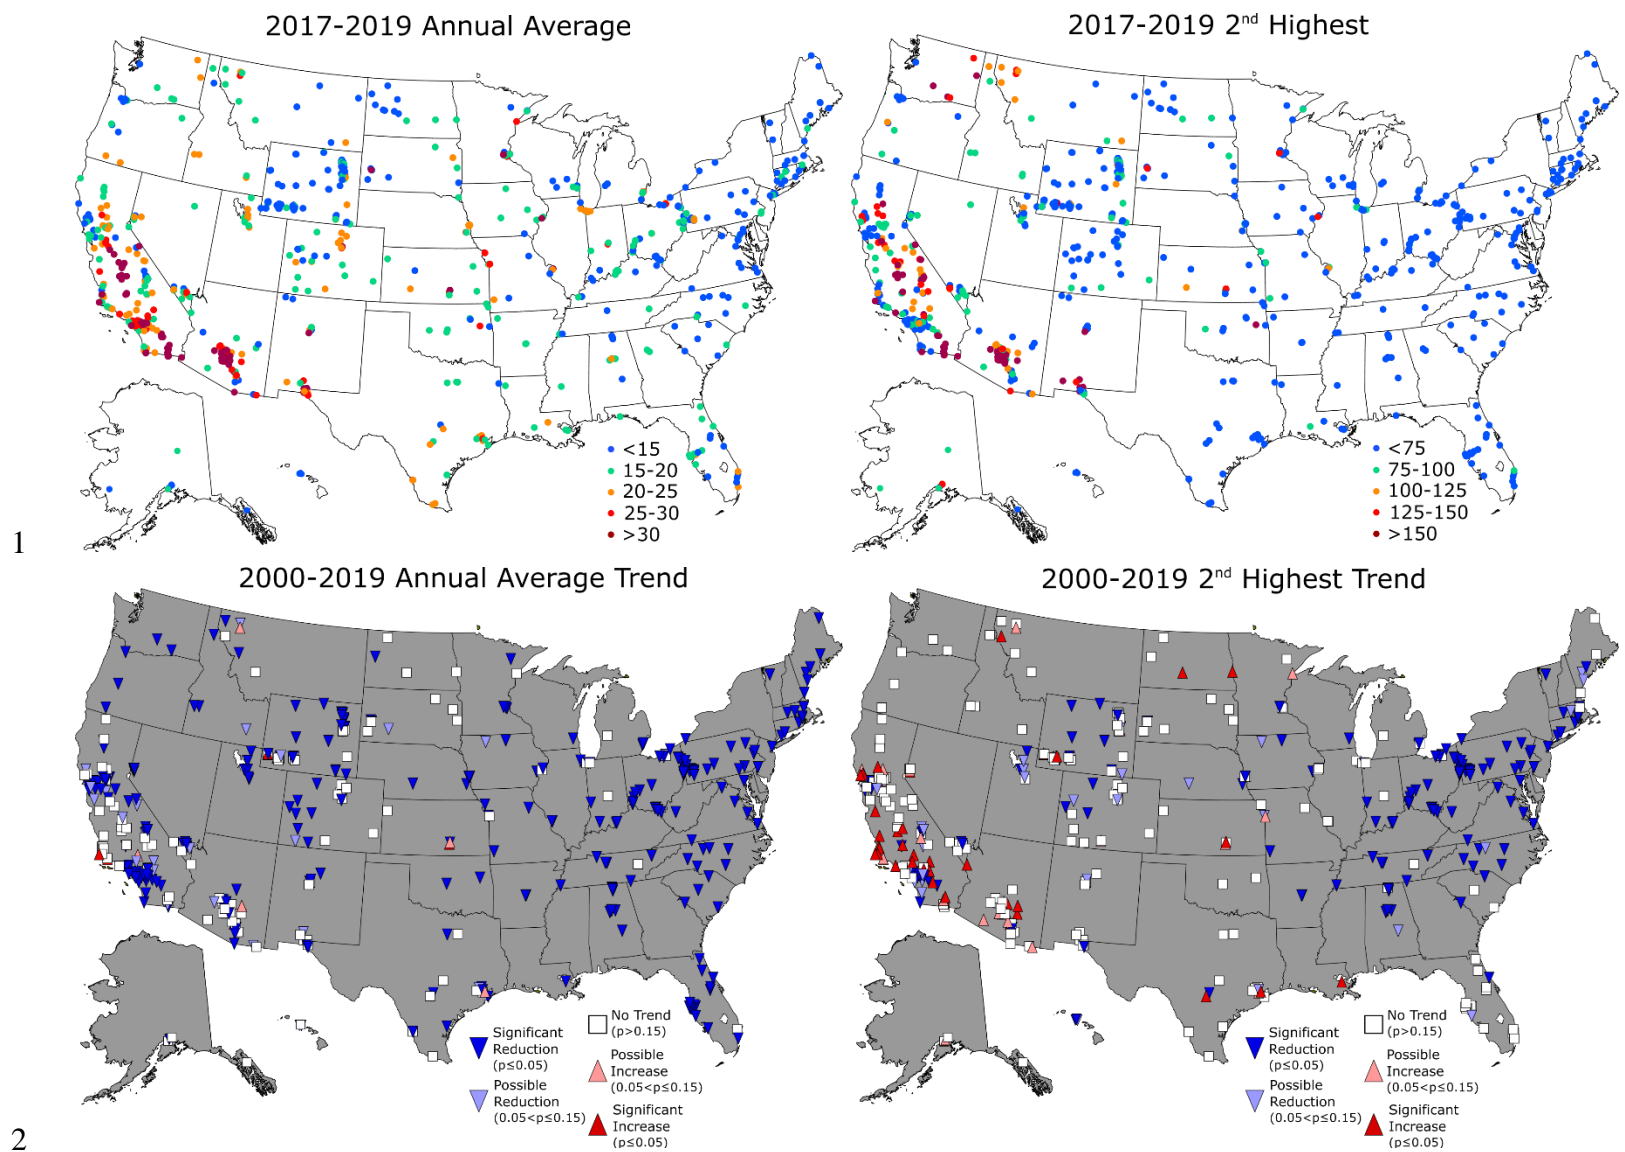 2017-2019 Annual Average
2017-2019 2nd Highest
<15
15-20
20-25
25-30
>30
<75
75-100
100-125
125-150
>150
1
2000-2019 Annual Average Trend
2000-2019 2nd Highest Trend
Significant
Reduction
(p≤0.05)
Possible
Reduction
(0.05<p≤0.15)
No Trend
(p>0.15)
Possible
Increase
(0.05<p≤0.15)
Significant
Increase
(p≤0.05)
Significant
Reduction
(p≤0.05)
Possible
Reduction
(0.05<p≤0.15)
No Trend
(p>0.15)
Possible
Increase
(0.05<p≤0.15)
Significant
Increase
(p≤0.05)
2